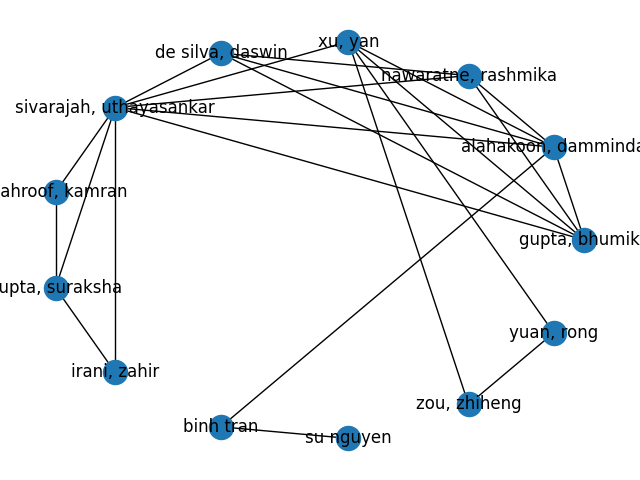 xu, yan
de silva, daswin
nawaratne, rashmika
sivarajah, uthayasankar
alahakoon, damminda
ahroof, kamran
gupta, bhumik
upta, suraksha
yuan, rong
irani, zahir
zou, zhiheng
binh tran
su nguyen